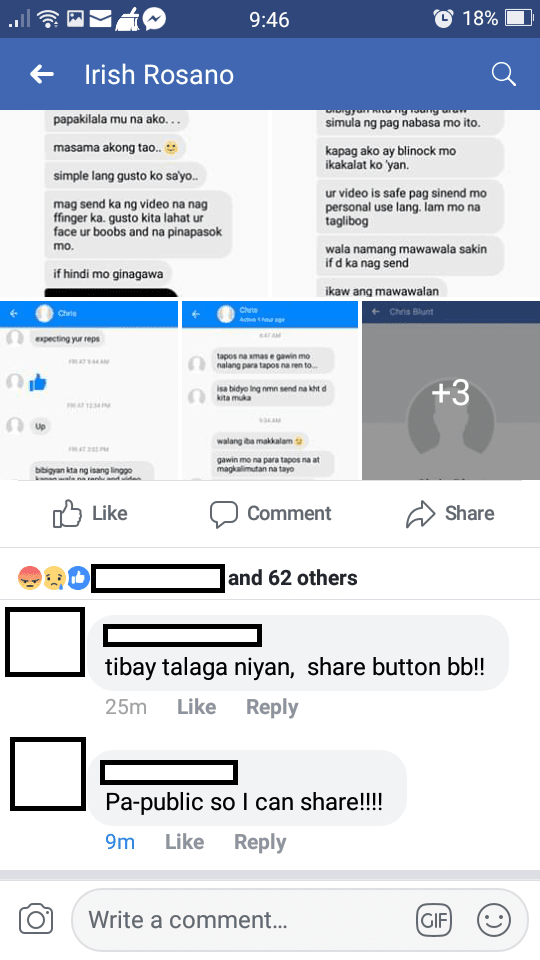 9:46
18%
Irish Rosano
papakilala mu na ako. . .
masama akong tao..
simple lang gusto ko sa'yo..
mag send ka ng video na nag
ffinger ka. gusto kita lahat ur
face ur boobs and na pinapasok
mo.
if hindi mo ginagawa
bibigyan kita ng isang araw
simula ng pag nabasa mo ito.
kapag ako ay blinock mo
ikakalat ko 'yan.
ur video is safe pag sinend mo
personal use lang. lam mo na
taglibog
wala namang mawawala sakin
if d ka nag send
ikaw ang mawawalan
Chris
expecting yur reps
FRI AT 9:44 AM
FRI AT 12:34 PM
Up
FRI AT 3:02 PM
bibigyan kta ng isang linggo
kapag wala na reply and video
Chris
Active 1 hour ago
4:47 AM
tapos na xmas e gawin mo
nalang para tapos na ren to...
isa bidyo lng nmn send na kht d
kita muka
9:34 AM
walang iba makkalam
gawin mo na para tapos na at
magkalimutan na tayo
Chris Blunt
+3
Like
Comment
Share
and 62 others
tibay talaga niyan, share button bb!!
25m Like Reply
Pa-public so I can share!!!!
9m Like Reply
Write a comment...
GIF